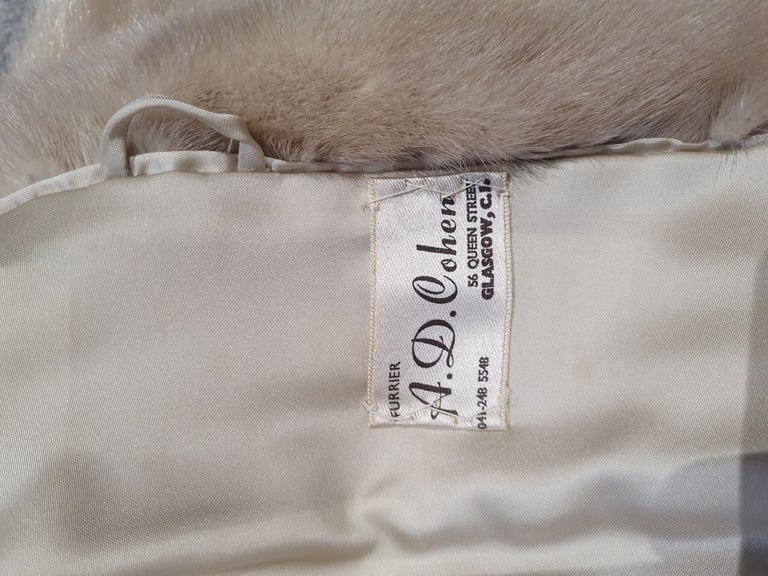 FURRIER
A.D. Cohen
56 QUEEN STREET
GLASGOW, C.1.
041-248 5548